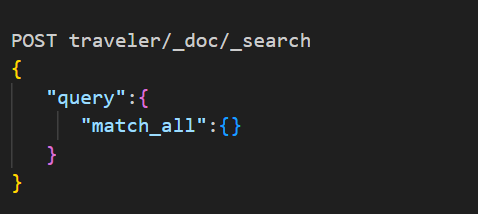 POST traveler/_doc/_search
{
"query":{
"match_all":{}
}
}